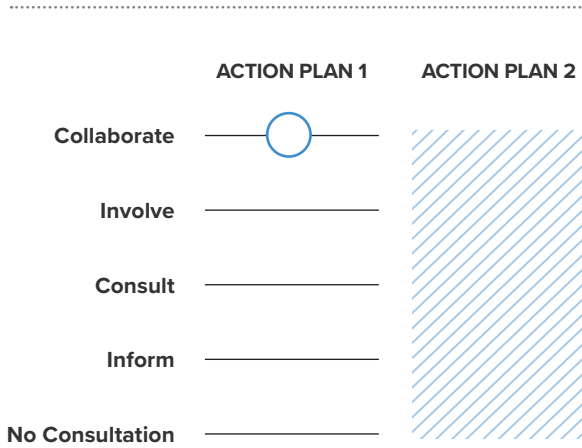 ACTION PLAN 1 ACTION PLAN 2
Collaborate
Involve
Consult
Inform
No Consultation